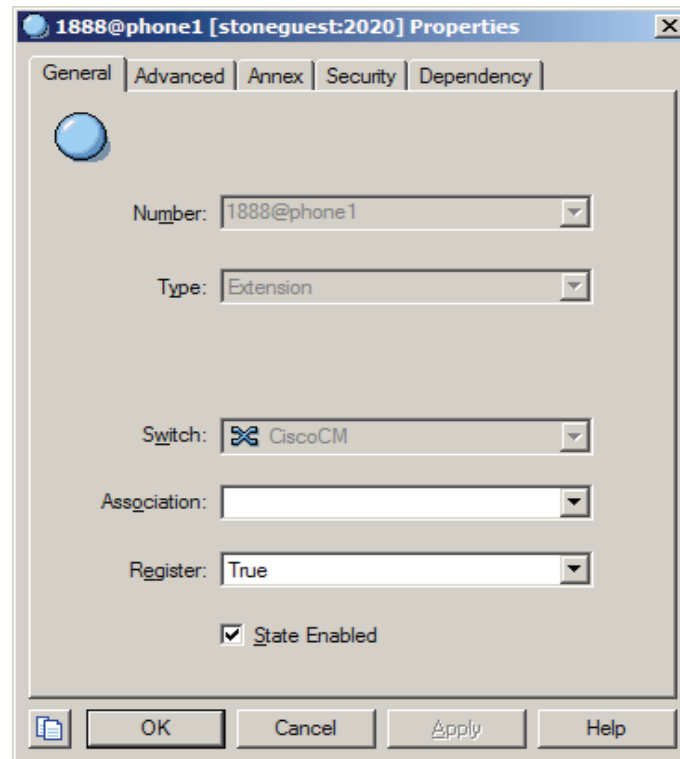 1888@phone1 [stoneguest:2020] Properties
General Advanced Annex Security Dependency
Number: 1888@phone1
Type: Extension
Switch: CiscoCM
Association:
Register: True
State Enabled
OK Cancel Apply Help